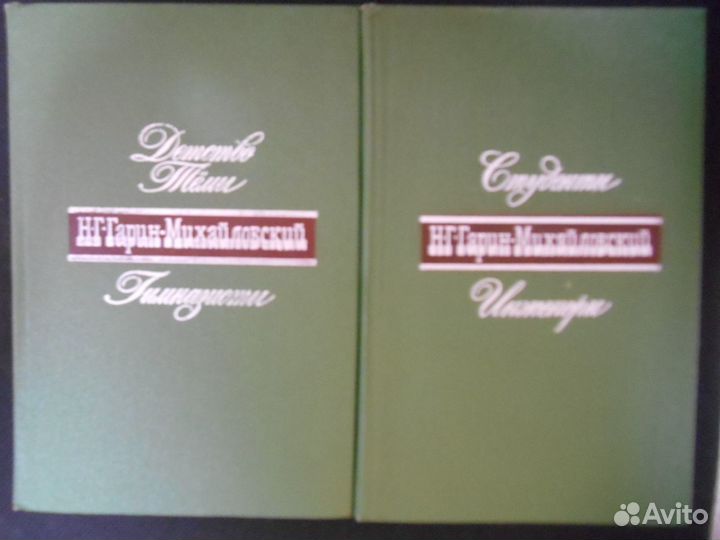 Детство
Тёмы
Н·Г·Гарин-Михайловский
Гимназисты
Студенты
Н·Г·Гарин-Михайловский
Инженеры
Avito